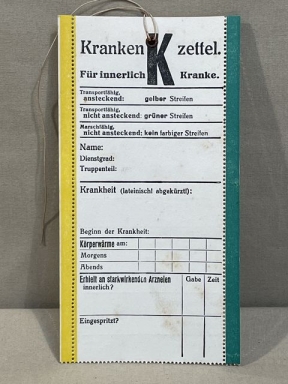 Kranken K zettel.
Für innerlich Kranke.
Transportfähig,
ansteckend: gelber Streifen
Transportfähig,
nicht ansteckend: grüner Streifen
Marschfähig,
nicht ansteckend: kein farbiger Streifen
Name:
Dienstgrad:
Truppenteil:
Krankheit (lateinisch abgekürzt):
Beginn der Krankheit:
Körperwärme am:
Morgens
Abends
Erhielt an starkwirkenden Arzneien Gabe Zeit
innerlich?
Eingespritzt?